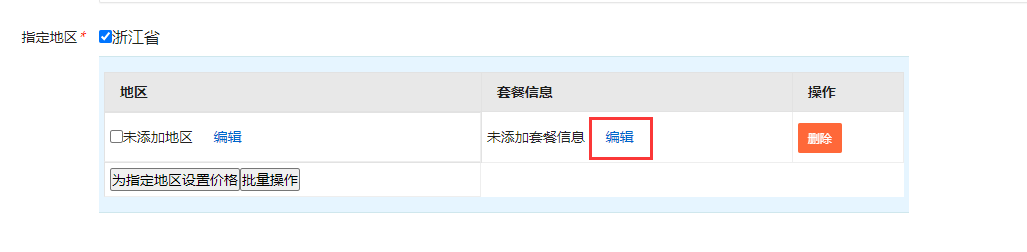 指定地区* 浙江省
地区 套餐信息 操作
未添加地区 编辑 未添加套餐信息 编辑 删除
为指定地区设置价格 批量操作